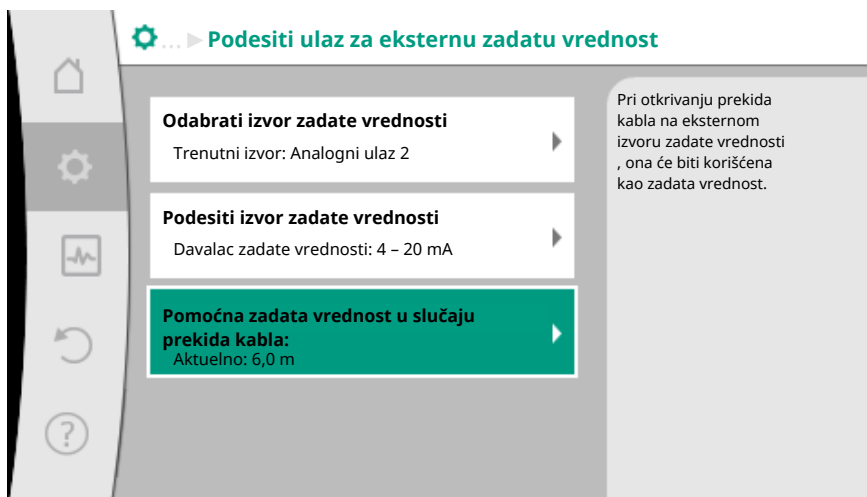 ... ▶ Podesiti ulaz za eksternu zadatu vrednost
Odabrati izvor zadate vrednosti
Trenutni izvor: Analogni ulaz 2
Podesiti izvor zadate vrednosti
Davalac zadate vrednosti: 4 – 20 mA
Pomoćna zadata vrednost u slučaju
prekida kabla:
Aktuelno: 6,0 m
Pri otkrivanju prekida
kabla na eksternom
izvoru zadate vrednosti
, ona će biti korišćena
kao zadata vrednost.
?